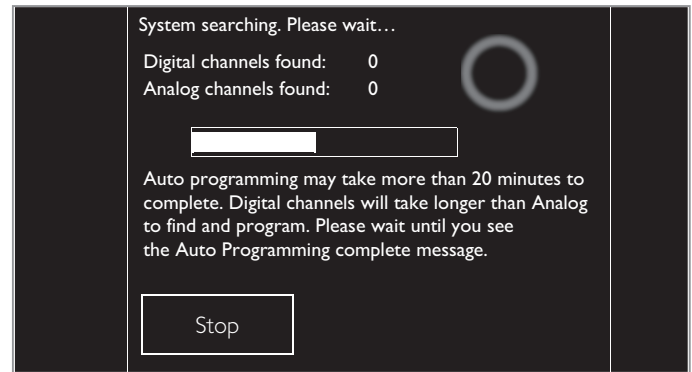 System searching. Please wait…
Digital channels found: 0
Analog channels found: 0
Auto programming may take more than 20 minutes to
complete. Digital channels will take longer than Analog
to find and program. Please wait until you see
the Auto Programming complete message.
Stop